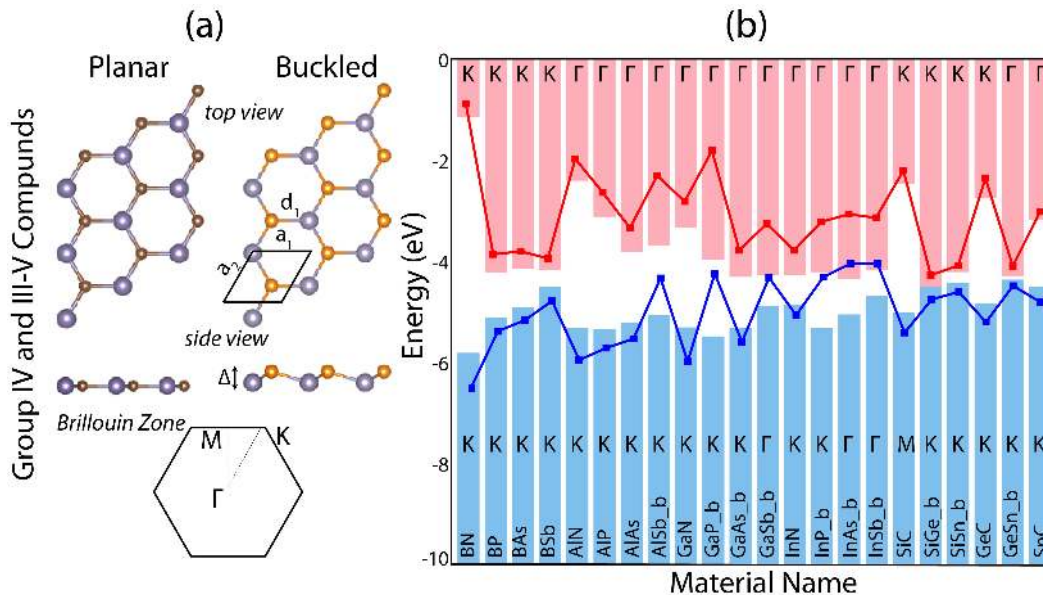 (a)
Planar
Buckled
top view
d1
a1
a2
side view
Δ
Brillouin Zone
M
K
Γ
Group IV and III-V Compunds
(b)
0
-2
-4
-6
-8
-10
Energy (eV)
K K K K Γ Γ Γ Γ Γ Γ Γ Γ Γ Γ Γ Γ K K K K Γ Γ
K K K K K K K K K K K Γ K K Γ Γ M K K K K K
BN BP BAs BSb AlN AlP AlAs AlSb_b GaN GaP_b GaAs_b GaSb_b InN InP_b InAs_b InSb_b SiC SiGe_b SiSn_b GeC GeSn_b SnC
Material Name